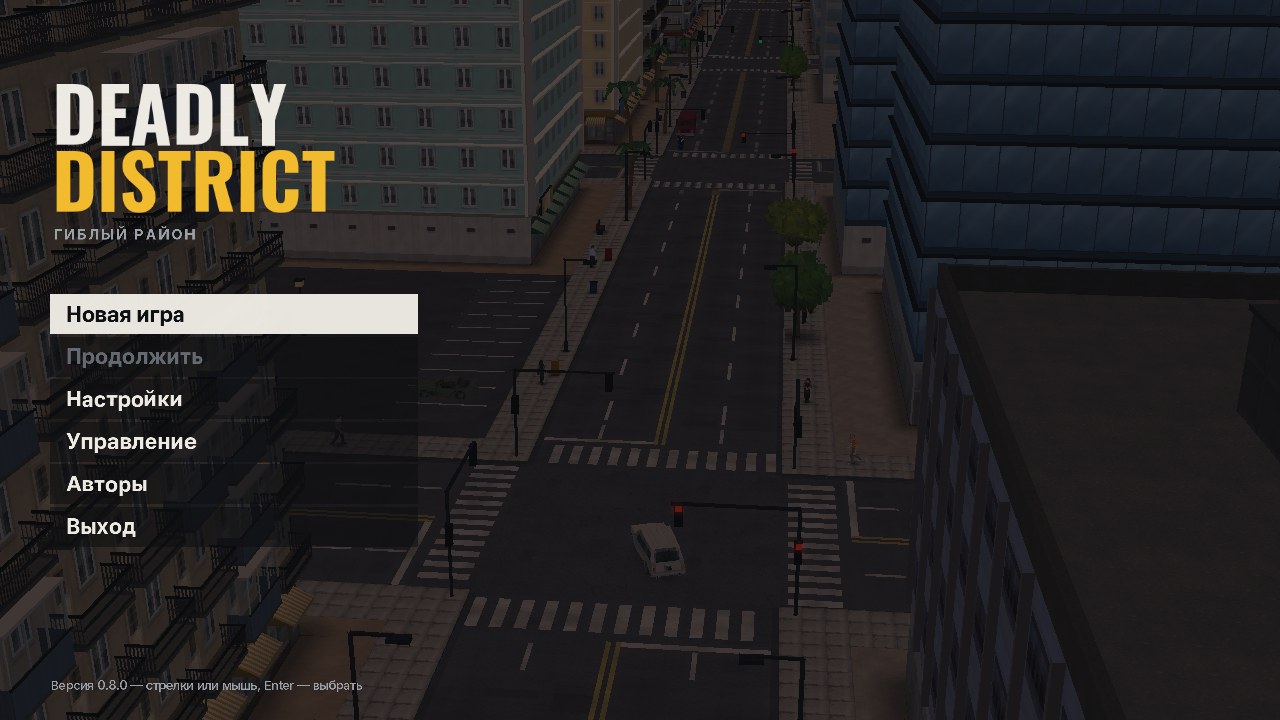 DEADLY
DISTRICT
ГИБЛЫЙ РАЙОН
Новая игра
Продолжить
Настройки
Управление
Авторы
Выход
Версия 0.8.0 — стрелки или мышь, Enter — выбрать